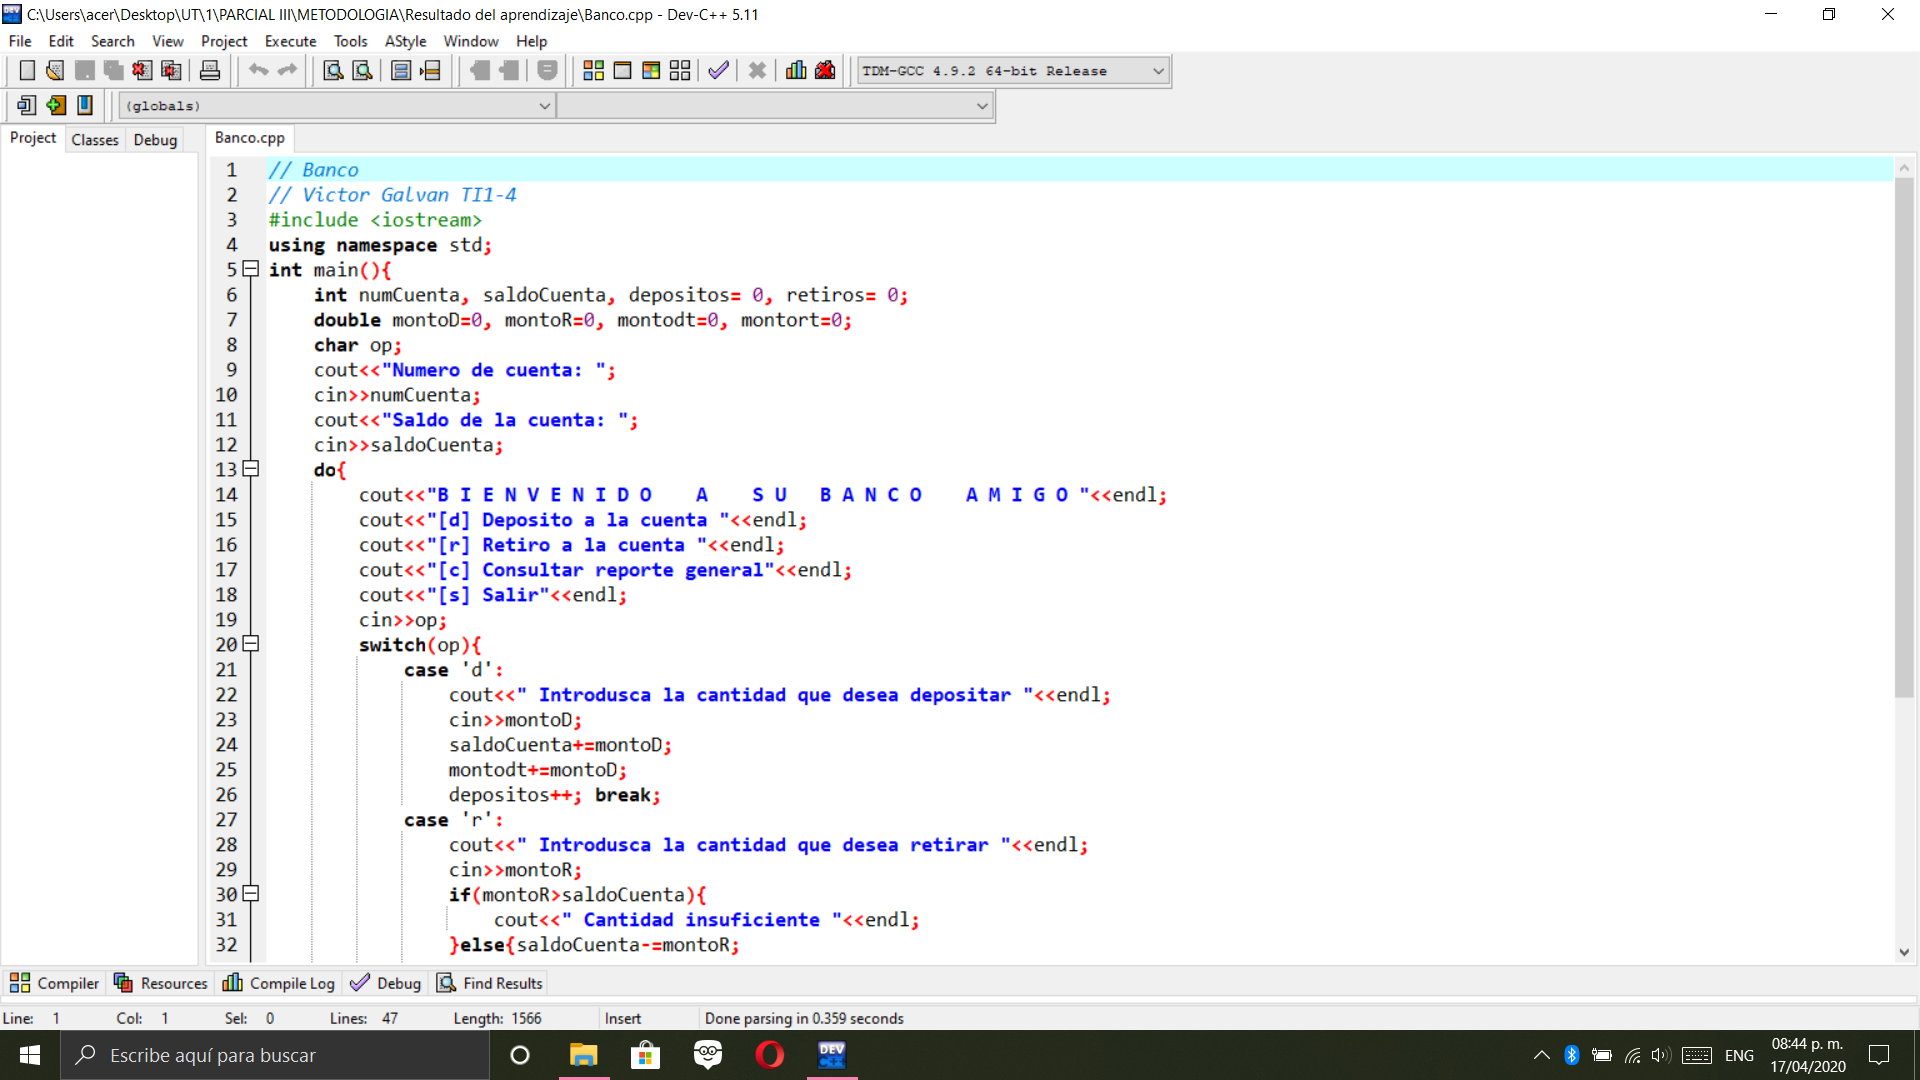 C:\Users\acer\Desktop\UT\1\PARCIAL III\METODOLOGIA\Resultado del aprendizaje\Banco.cpp - Dev-C++ 5.11
File Edit Search View Project Execute Tools AStyle Window Help
TDM-GCC 4.9.2 64-bit Release
(globals)
Project Classes Debug Banco.cpp
1 // Banco
2 // Victor Galvan TI1-4
3 #include <iostream>
4 using namespace std;
5 int main(){
6 int numCuenta, saldoCuenta, depositos= 0, retiros= 0;
7 double montoD=0, montoR=0, montodt=0, montort=0;
8 char op;
9 cout<<"Numero de cuenta: ";
10 cin>>numCuenta;
11 cout<<"Saldo de la cuenta: ";
12 cin>>saldoCuenta;
13 do{
14 cout<<"B I E N V E N I D O    A    S U   B A N C O    A M I G O "<<endl;
15 cout<<"[d] Deposito a la cuenta "<<endl;
16 cout<<"[r] Retiro a la cuenta "<<endl;
17 cout<<"[c] Consultar reporte general"<<endl;
18 cout<<"[s] Salir"<<endl;
19 cin>>op;
20 switch(op){
21 case 'd':
22 cout<<" Introdusca la cantidad que desea depositar "<<endl;
23 cin>>montoD;
24 saldoCuenta+=montoD;
25 montodt+=montoD;
26 depositos++; break;
27 case 'r':
28 cout<<" Introdusca la cantidad que desea retirar "<<endl;
29 cin>>montoR;
30 if(montoR>saldoCuenta){
31 cout<<" Cantidad insuficiente "<<endl;
32 }else{saldoCuenta-=montoR;
Compiler Resources Compile Log Debug Find Results
Line: 1 Col: 1 Sel: 0 Lines: 47 Length: 1566 Insert Done parsing in 0.359 seconds
Escribe aquí para buscar
DEV C++
ENG
08:44 p. m.
17/04/2020